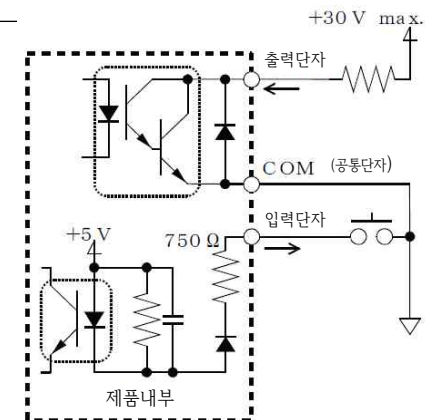 +30 V max.
출력단자
COM (공통단자)
입력단자
+5 V
750 Ω
제품내부